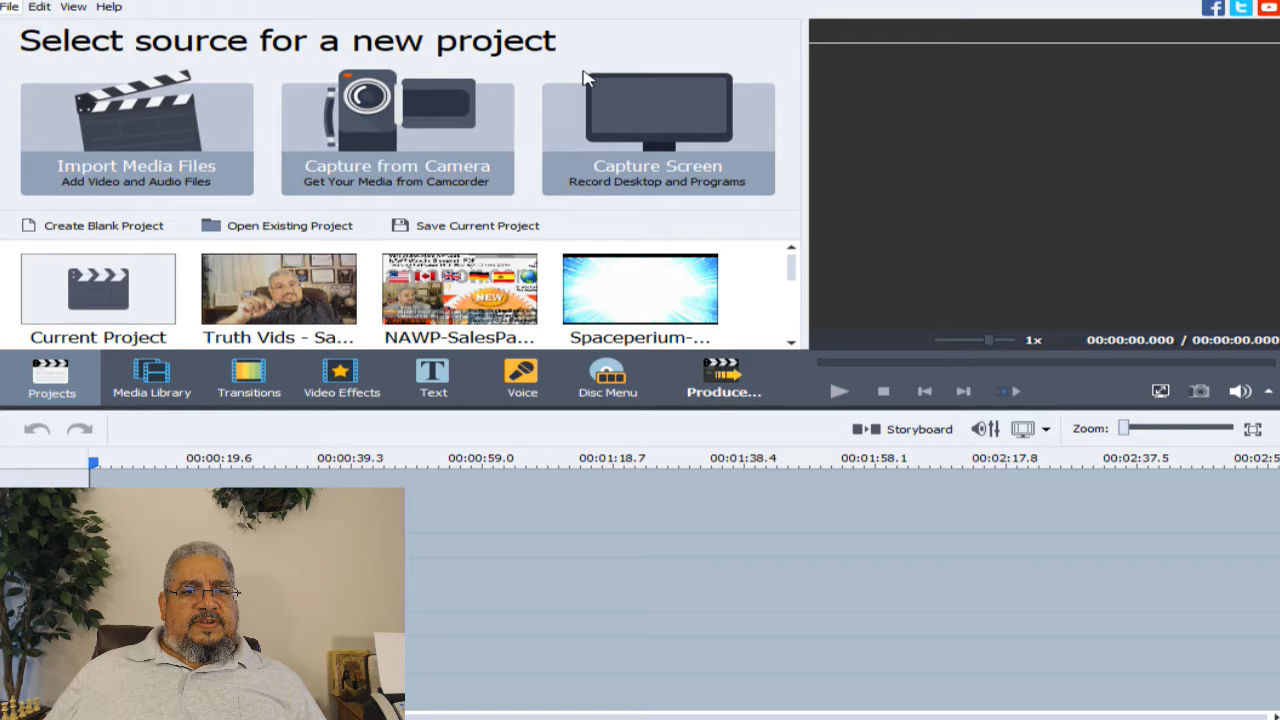 File Edit View Help
Select source for a new project
Import Media Files
Add Video and Audio Files
Capture from Camera
Get Your Media from Camcorder
Capture Screen
Record Desktop and Programs
Create Blank Project
Open Existing Project
Save Current Project
NEW
Current Project
Truth Vids - Sa...
NAWP-SalesPa...
Spaceperium-...
1x
00:00:00.000 / 00:00:00.000
Projects
Media Library
Transitions
Video Effects
T
Text
Voice
Disc Menu
Produce...
Storyboard
Zoom:
00:00:19.6 00:00:39.3 00:00:59.0 00:01:18.7 00:01:38.4 00:01:58.1 00:02:17.8 00:02:37.5 00:02:5